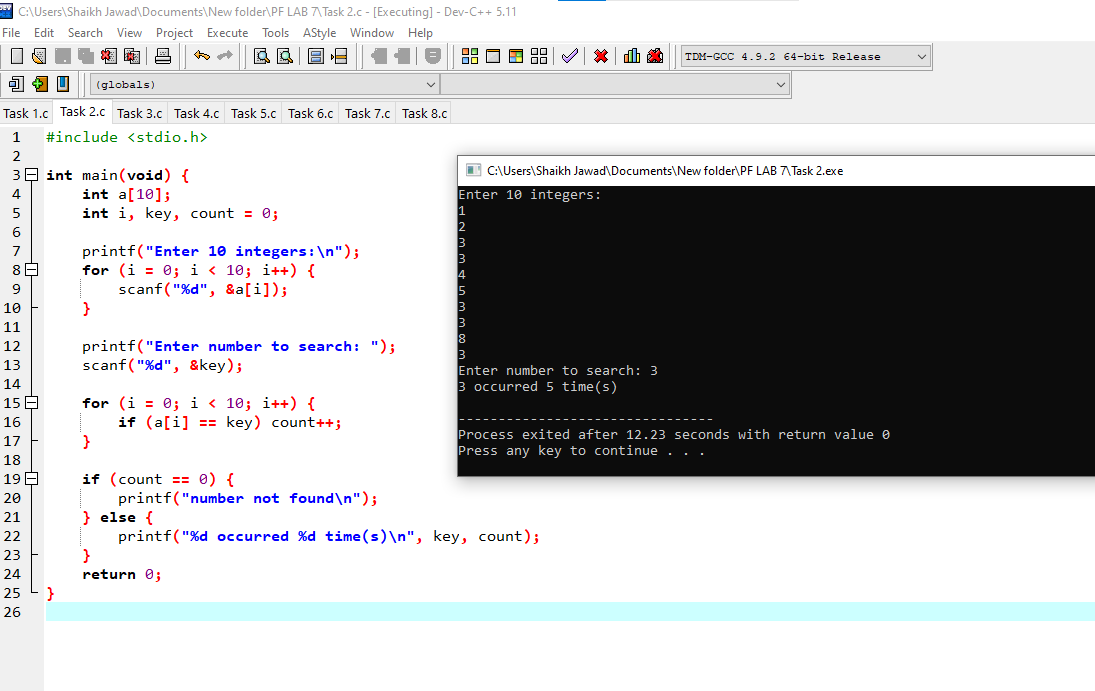 C:\Users\Shaikh Jawad\Documents\New folder\PF LAB 7\Task 2.c - [Executing] - Dev-C++ 5.11
File Edit Search View Project Execute Tools AStyle Window Help
TDM-GCC 4.9.2 64-bit Release
(globals)
Task 1.c Task 2.c Task 3.c Task 4.c Task 5.c Task 6.c Task 7.c Task 8.c
1 #include <stdio.h>
2
3 int main(void) {
4     int a[10];
5     int i, key, count = 0;
6
7     printf("Enter 10 integers:\n");
8     for (i = 0; i < 10; i++) {
9         scanf("%d", &a[i]);
10     }
11
12     printf("Enter number to search: ");
13     scanf("%d", &key);
14
15     for (i = 0; i < 10; i++) {
16         if (a[i] == key) count++;
17     }
18
19     if (count == 0) {
20         printf("number not found\n");
21     } else {
22         printf("%d occurred %d time(s)\n", key, count);
23     }
24     return 0;
25 }
26
C:\Users\Shaikh Jawad\Documents\New folder\PF LAB 7\Task 2.exe
Enter 10 integers:
1
2
3
3
4
5
3
3
8
3
Enter number to search: 3
3 occurred 5 time(s)
--------------------------------
Process exited after 12.23 seconds with return value 0
Press any key to continue . . .